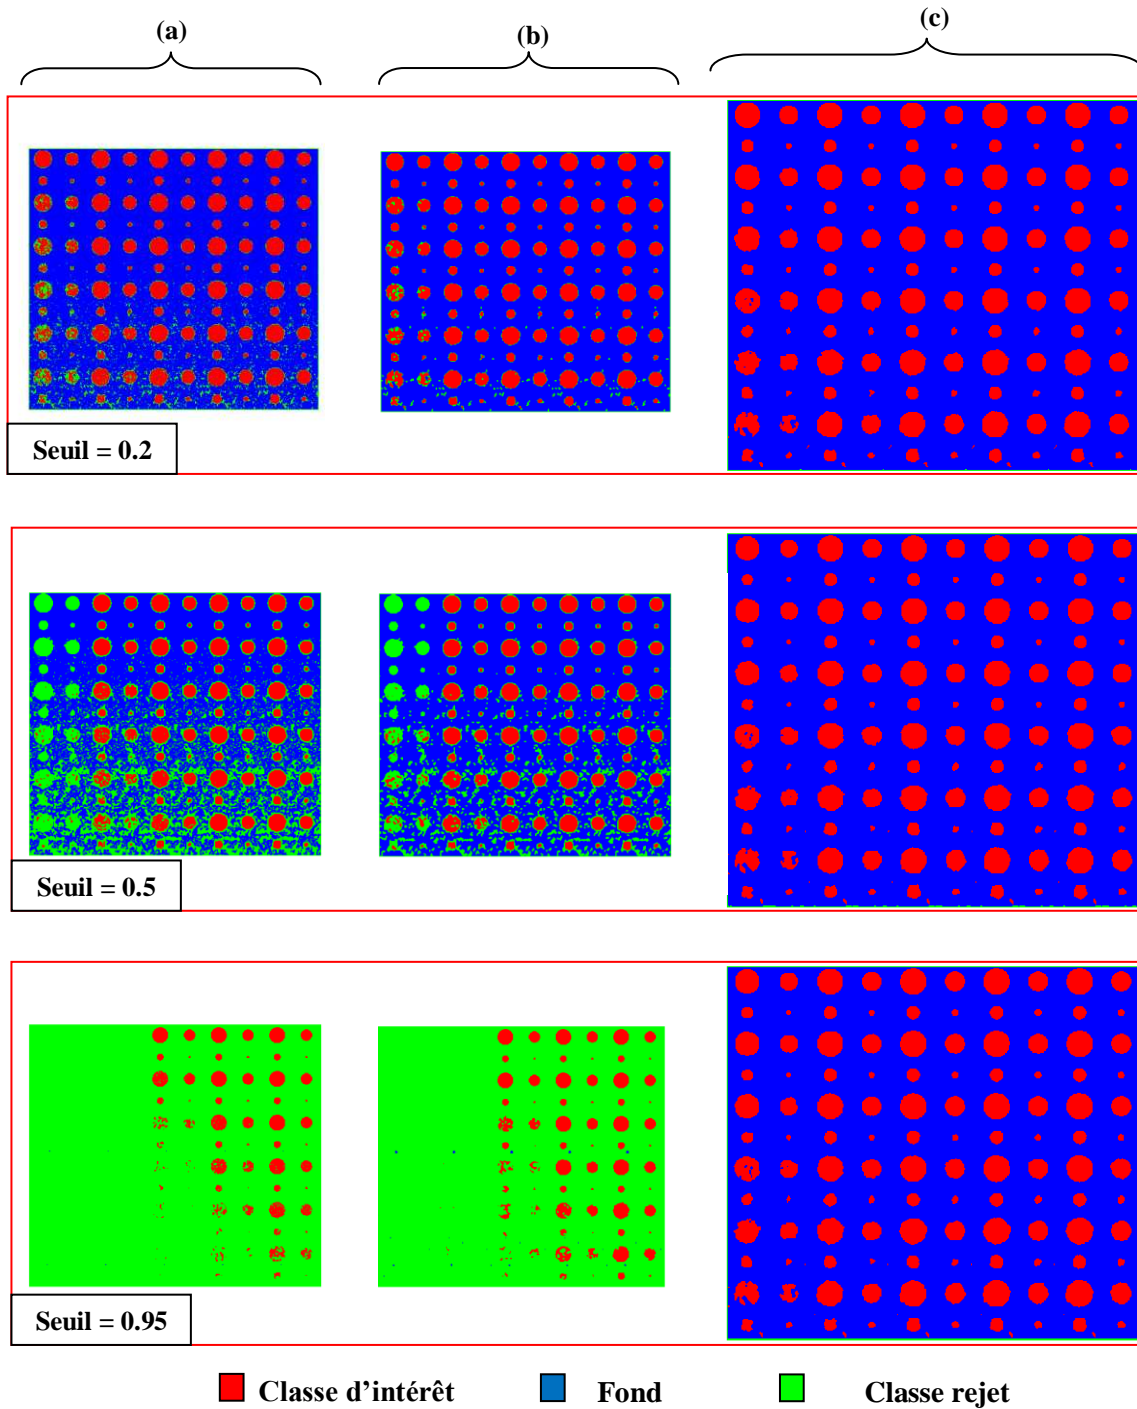 (a)
(b)
(c)
Seuil = 0.2
Seuil = 0.5
Seuil = 0.95
Classe d'intérêt
Fond
Classe rejet